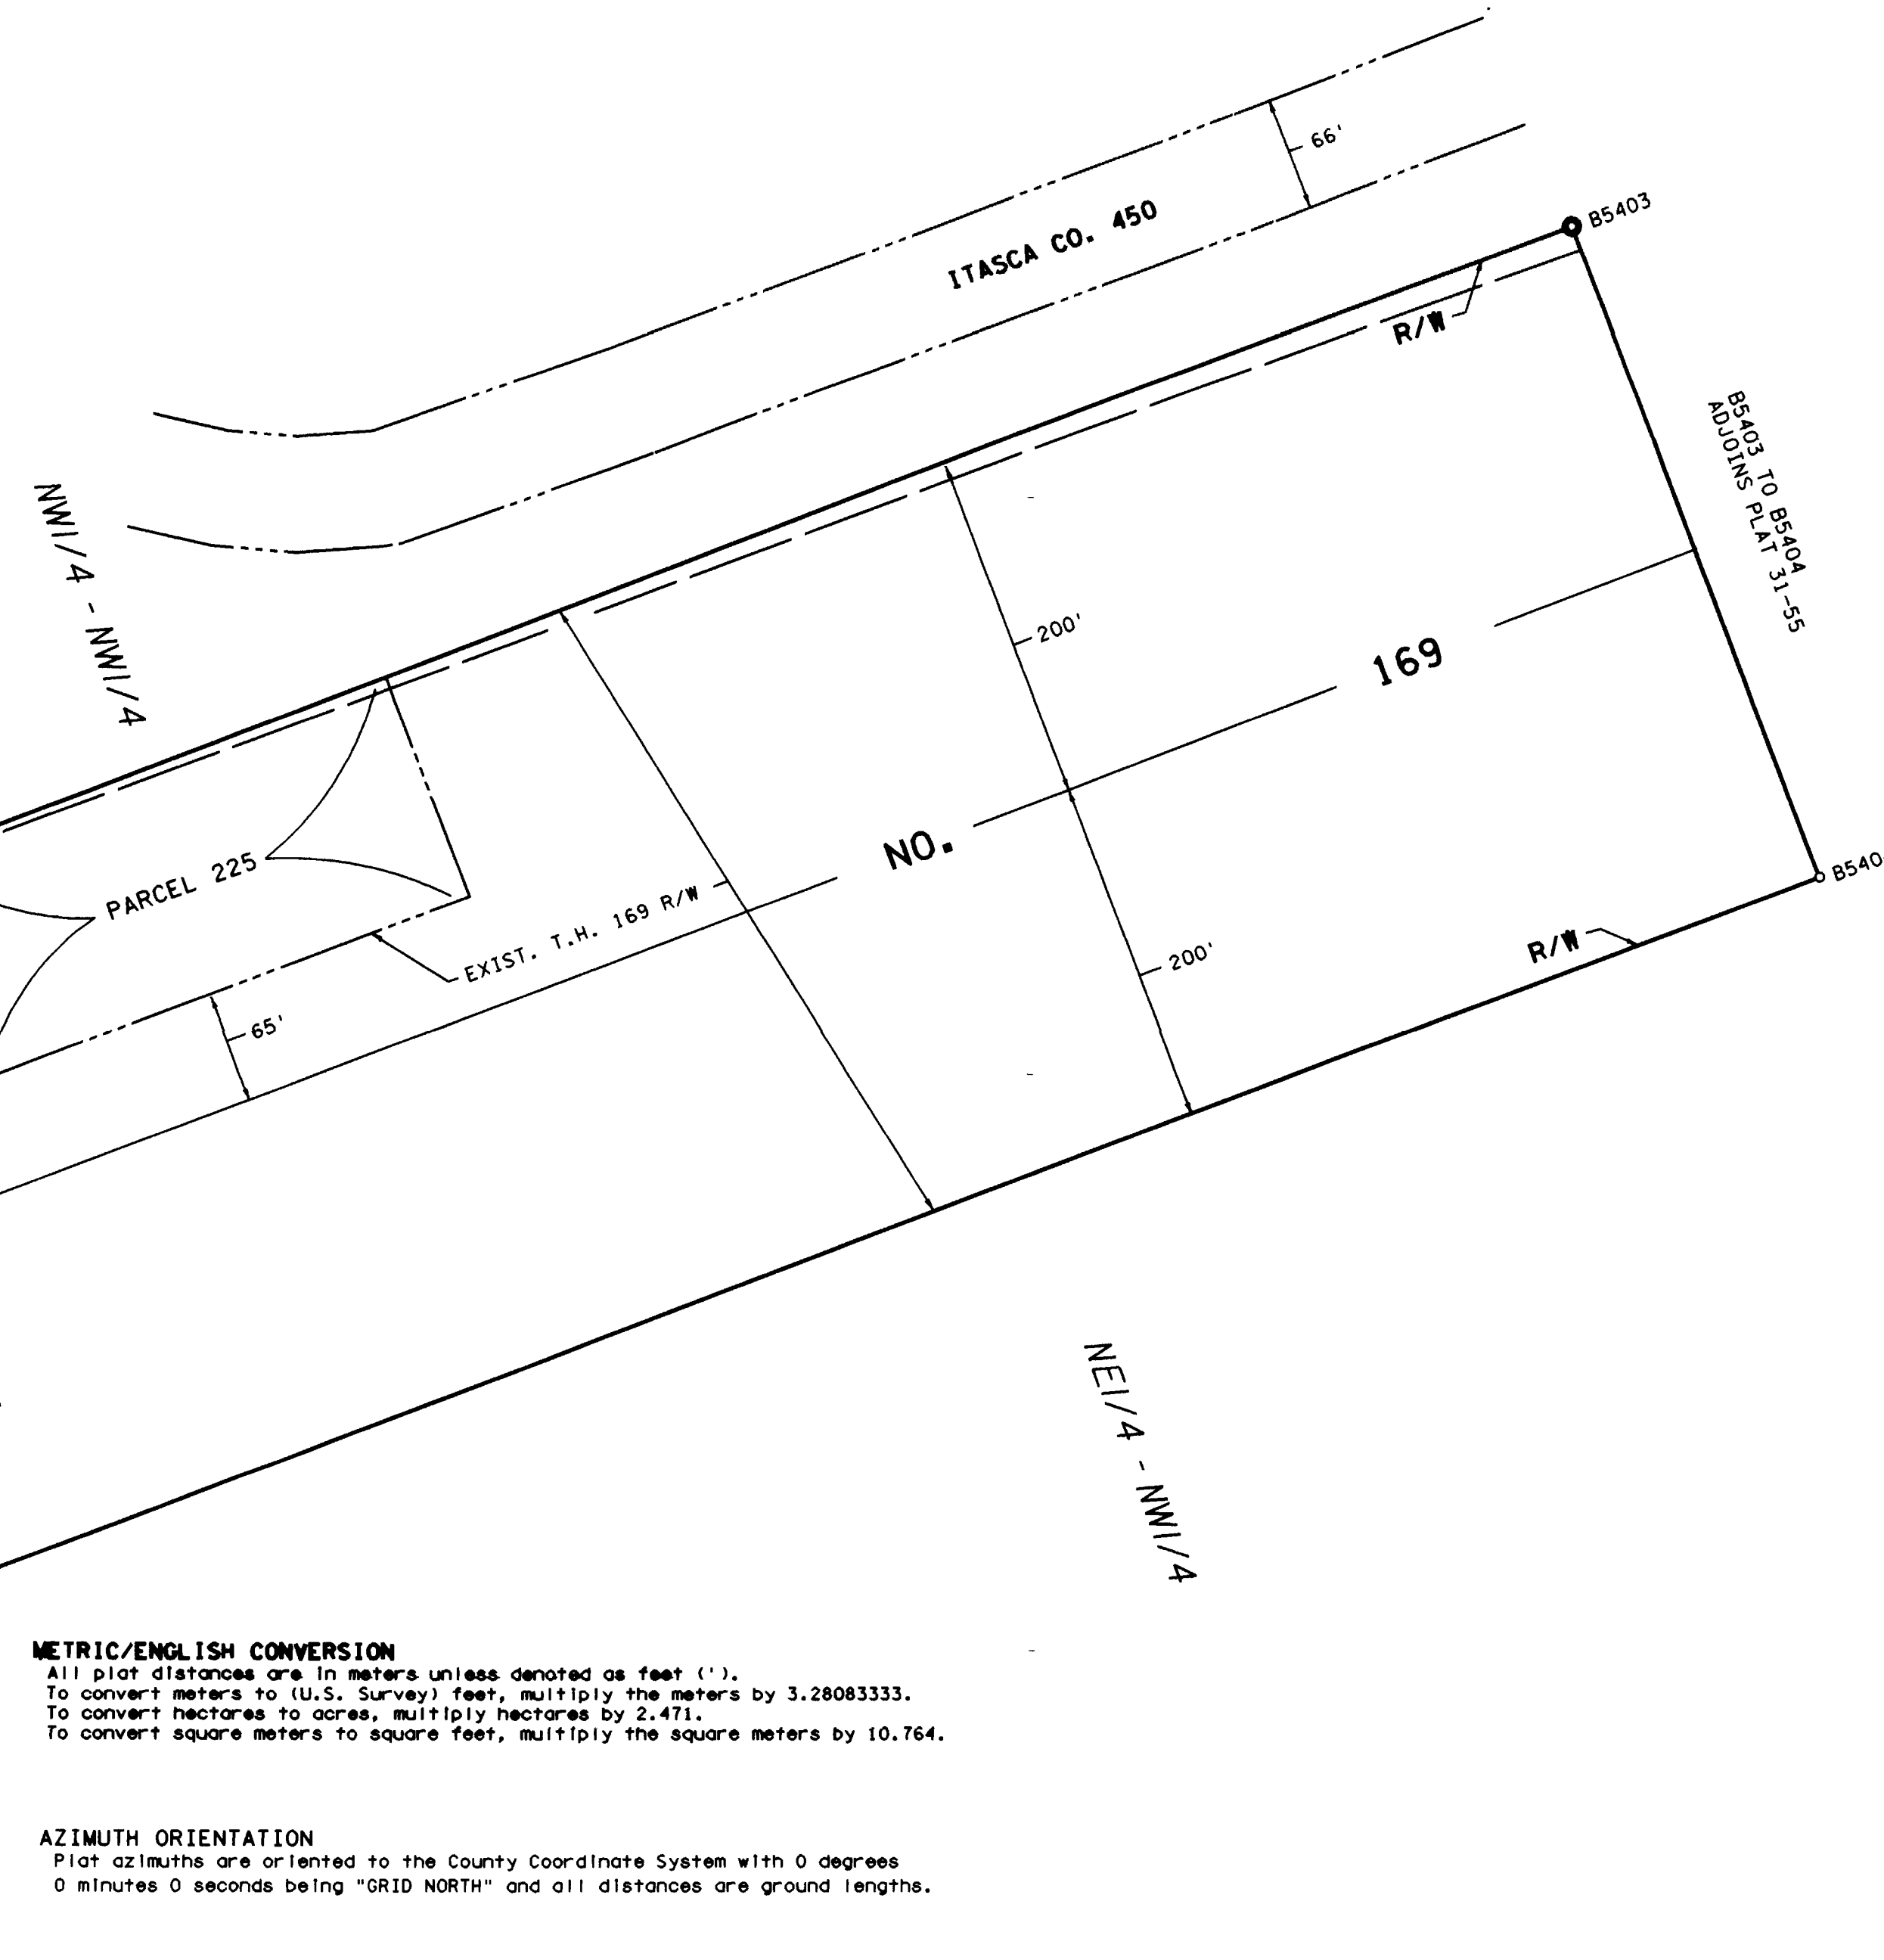 66'
B5403
ITASCA CO. 450
R/W
B5403 TO B5404
ADJOINS PLAT 31-55
NW1/4 - NW1/4
200'
169
NO.
PARCEL 225
EXIST. T.H. 169 R/W
B540
R/W
200'
65'
NE1/4 - NW1/4
METRIC/ENGLISH CONVERSION
All plat distances are in meters unless denoted as feet (').
To convert meters to (U.S. Survey) feet, multiply the meters by 3.28083333.
To convert hectares to acres, multiply hectares by 2.471.
To convert square meters to square feet, multiply the square meters by 10.764.
AZIMUTH ORIENTATION
Plat azimuths are oriented to the County Coordinate System with 0 degrees
0 minutes 0 seconds being "GRID NORTH" and all distances are ground lengths.